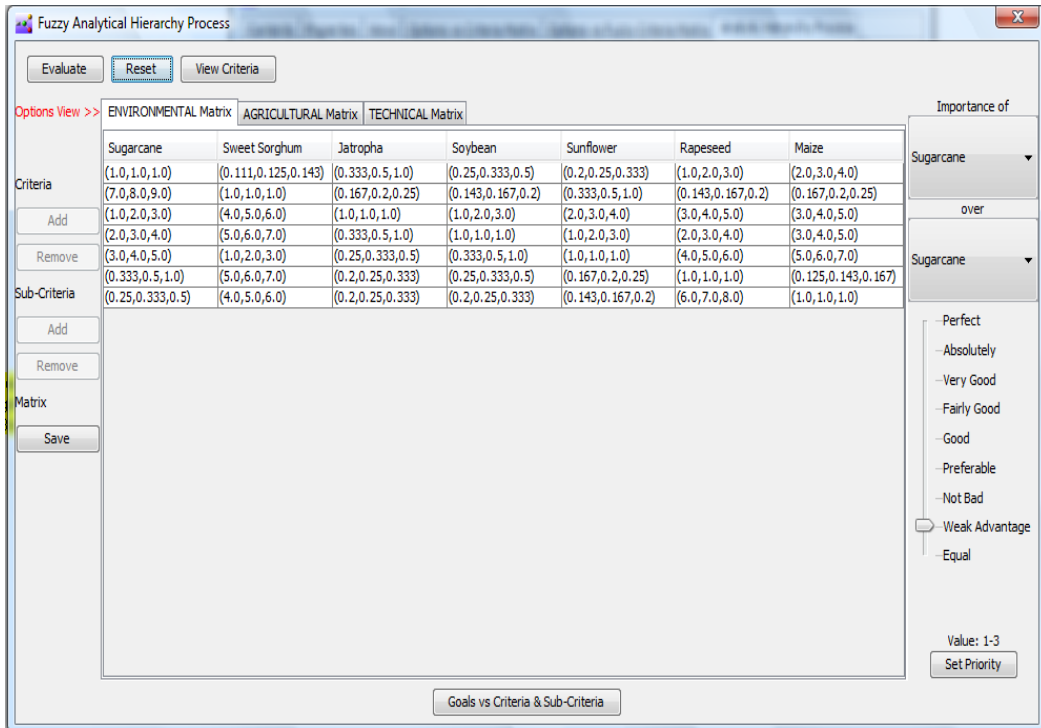 Fuzzy Analytical Hierarchy Process
X
Evaluate Reset View Criteria
Options View >>
ENVIRONMENTAL Matrix AGRICULTURAL Matrix TECHNICAL Matrix
Sugarcane Sweet Sorghum Jatropha Soybean Sunflower Rapeseed Maize
(1.0,1.0,1.0) (0.111,0.125,0.143) (0.333,0.5,1.0) (0.25,0.333,0.5) (0.2,0.25,0.333) (1.0,2.0,3.0) (2.0,3.0,4.0)
(7.0,8.0,9.0) (1.0,1.0,1.0) (0.167,0.2,0.25) (0.143,0.167,0.2) (0.333,0.5,1.0) (0.143,0.167,0.2) (0.167,0.2,0.25)
(1.0,2.0,3.0) (4.0,5.0,6.0) (1.0,1.0,1.0) (1.0,2.0,3.0) (2.0,3.0,4.0) (3.0,4.0,5.0) (3.0,4.0,5.0)
(2.0,3.0,4.0) (5.0,6.0,7.0) (0.333,0.5,1.0) (1.0,1.0,1.0) (1.0,2.0,3.0) (2.0,3.0,4.0) (3.0,4.0,5.0)
(3.0,4.0,5.0) (1.0,2.0,3.0) (0.25,0.333,0.5) (0.333,0.5,1.0) (1.0,1.0,1.0) (4.0,5.0,6.0) (5.0,6.0,7.0)
(0.333,0.5,1.0) (5.0,6.0,7.0) (0.2,0.25,0.333) (0.25,0.333,0.5) (0.167,0.2,0.25) (1.0,1.0,1.0) (0.125,0.143,0.167)
(0.25,0.333,0.5) (4.0,5.0,6.0) (0.2,0.25,0.333) (0.2,0.25,0.333) (0.143,0.167,0.2) (6.0,7.0,8.0) (1.0,1.0,1.0)
Criteria
Add
Remove
Sub-Criteria
Add
Remove
Matrix
Save
Importance of
Sugarcane
over
Sugarcane
Perfect
Absolutely
Very Good
Fairly Good
Good
Preferable
Not Bad
Weak Advantage
Equal
Value: 1-3
Set Priority
Goals vs Criteria & Sub-Criteria